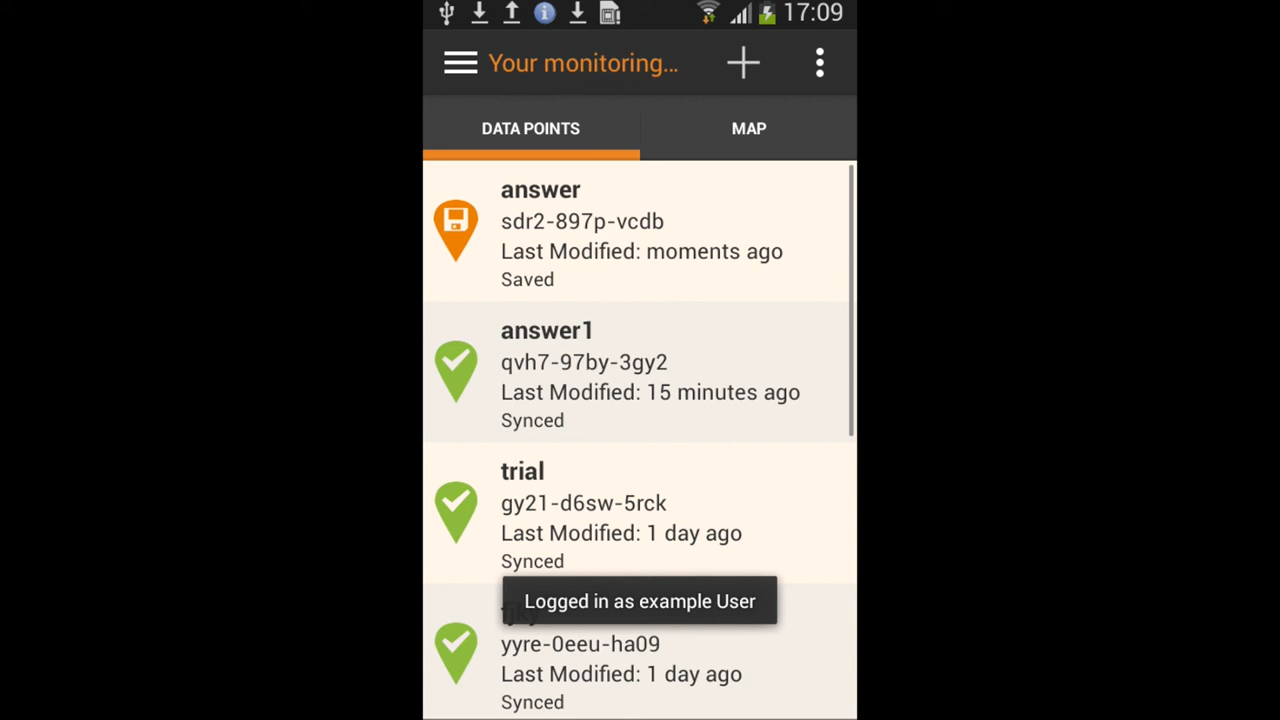 17:09
Your monitoring...
DATA POINTS
MAP
answer
sdr2-897p-vcdb
Last Modified: moments ago
Saved
answer1
qvh7-97by-3gy2
Last Modified: 15 minutes ago
Synced
trial
gy21-d6sw-5rck
Last Modified: 1 day ago
Synced
Logged in as example User
yyre-0eeu-ha09
Last Modified: 1 day ago
Synced